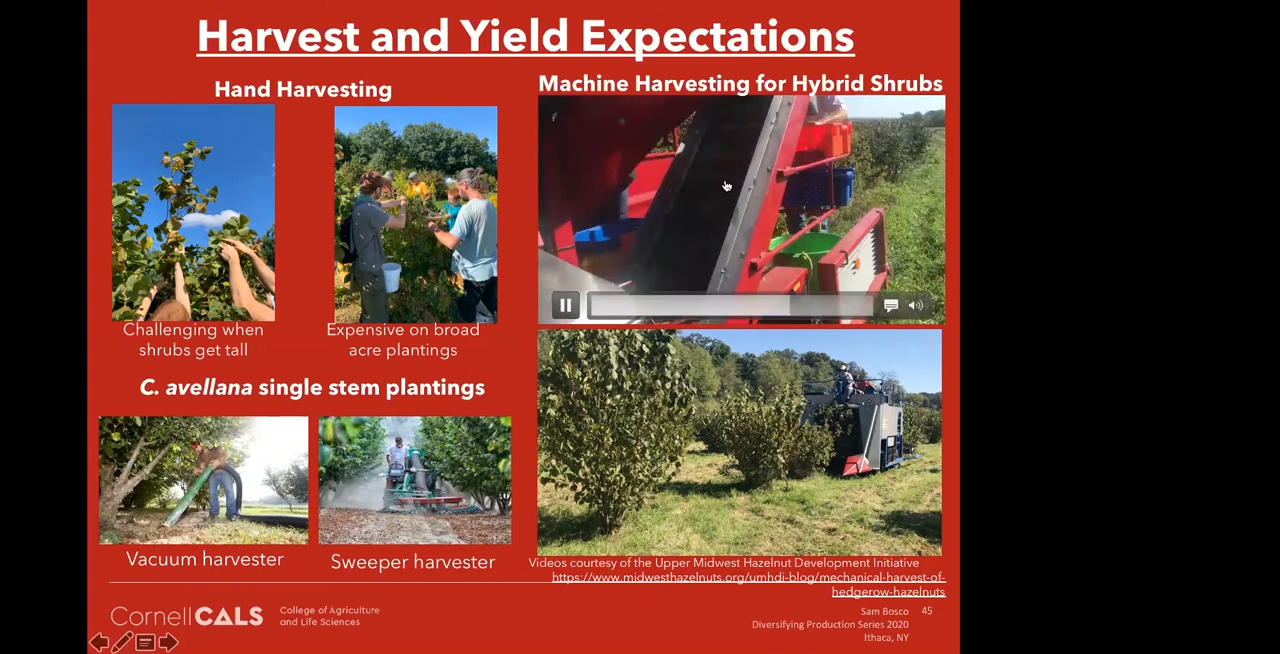 Harvest and Yield Expectations
Hand Harvesting
Challenging when
shrubs get tall
Expensive on broad
acre plantings
C. avellana single stem plantings
Vacuum harvester
Sweeper harvester
Machine Harvesting for Hybrid Shrubs
Videos courtesy of the Upper Midwest Hazelnut Development Initiative
https://www.midwesthazelnuts.org/umhdi-blog/mechanical-harvest-of-
hedgerow-hazelnuts
CornellCALS
College of Agriculture
and Life Sciences
Sam Bosco 45
Diversifying Production Series 2020
Ithaca, NY